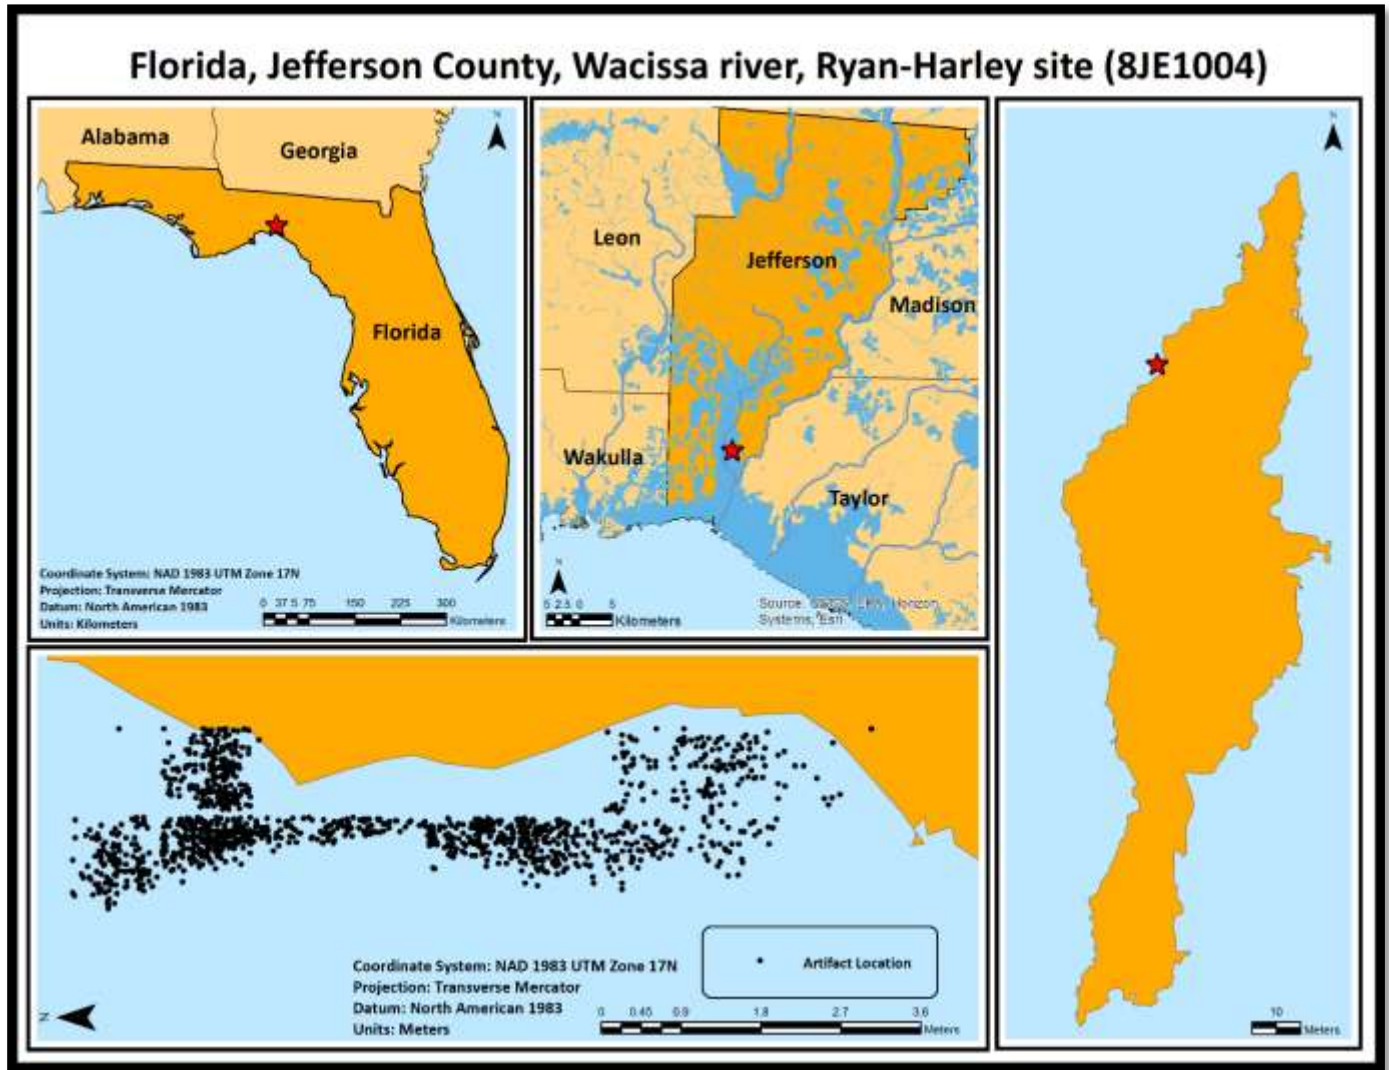 Florida, Jefferson County, Wacissa river, Ryan-Harley site (8JE1004)
Alabama
Georgia
N
Florida
Coordinate System: NAD 1983 UTM Zone 17N
Projection: Transverse Mercator
Datum: North American 1983
Units: Kilometers
0 37.5 75 150 225 300
Kilometers
Leon
Jefferson
Madison
Wakulla
Taylor
N
5 2.5 0 5
Kilometers
Source:
Horizon
Systems, Esri
N
10
Meters
Artifact Location
Coordinate System: NAD 1983 UTM Zone 17N
Projection: Transverse Mercator
Datum: North American 1983
Units: Meters
0 0.45 0.9 1.8 2.7 3.6
Meters
N